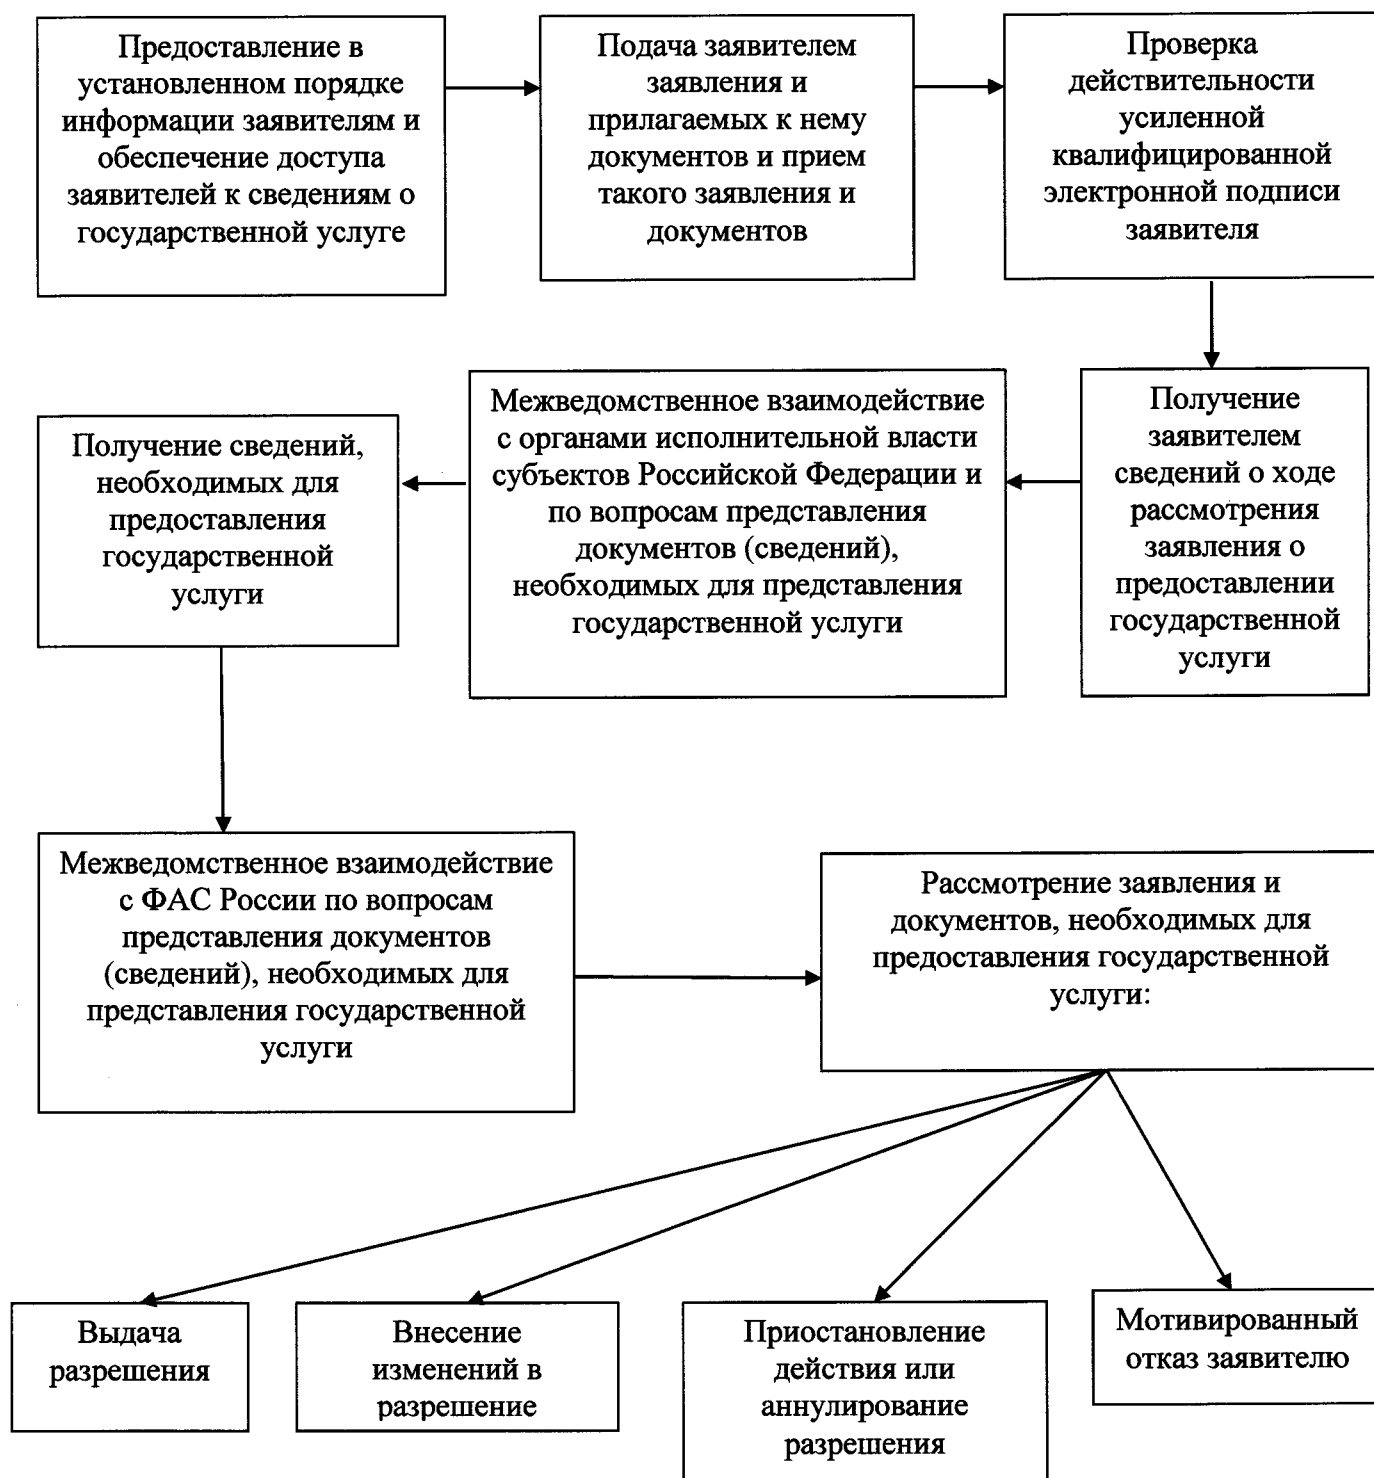 Предоставление в
установленном порядке
информации заявителям и
обеспечение доступа
заявителей к сведениям о
государственной услуге
Подача заявителем
заявления и
прилагаемых к нему
документов и прием
такого заявления и
документов
Проверка
действительности
усиленной
квалифицированной
электронной подписи
заявителя
Получение
заявителем
сведений о ходе
рассмотрения
заявления о
предоставлении
государственной
услуги
Межведомственное взаимодействие
с органами исполнительной власти
субъектов Российской Федерации и
по вопросам представления
документов (сведений),
необходимых для представления
государственной услуги
Получение сведений,
необходимых для
предоставления
государственной
услуги
Межведомственное взаимодействие
с ФАС России по вопросам
представления документов
(сведений), необходимых для
представления государственной
услуги
Рассмотрение заявления и
документов, необходимых для
предоставления государственной
услуги:
Выдача
разрешения
Внесение
изменений в
разрешение
Приостановление
действия или
аннулирование
разрешения
Мотивированный
отказ заявителю